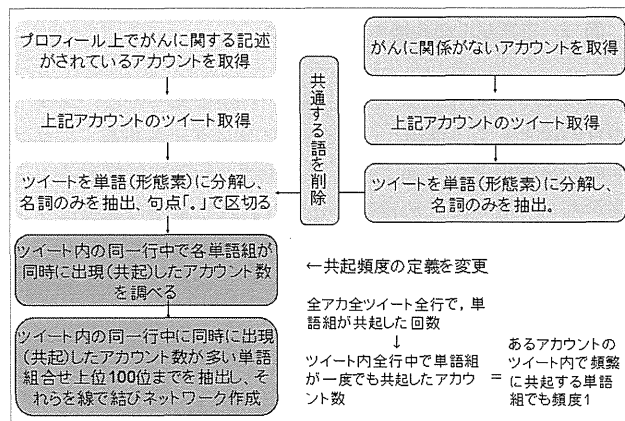 プロフィール上でがんに関する記述
がされているアカウントを取得
上記アカウントのツイート取得
ツイートを単語(形態素)に分解し、
名詞のみを抽出、句点「。」で区切る
ツイート内の同一行中で各単語組が
同時に出現(共起)したアカウント数
を調べる
ツイート内の同一行中に同時に出現
(共起)したアカウント数が多い単語
組合せ上位100位までを抽出し、そ
れらを線で結びネットワーク作成
共通する語を削除
がんに関係がないアカウントを取得
上記アカウントのツイート取得
ツイートを単語(形態素)に分解し、
名詞のみを抽出。
←共起頻度の定義を変更
全アカ全ツイート全行で，単
語組が共起した回数
↓
ツイート内全行中で単語組
が一度でも共起したアカウ
ント数
=
あるアカウントの
ツイート内で頻繁
に共起する単語
組でも頻度1